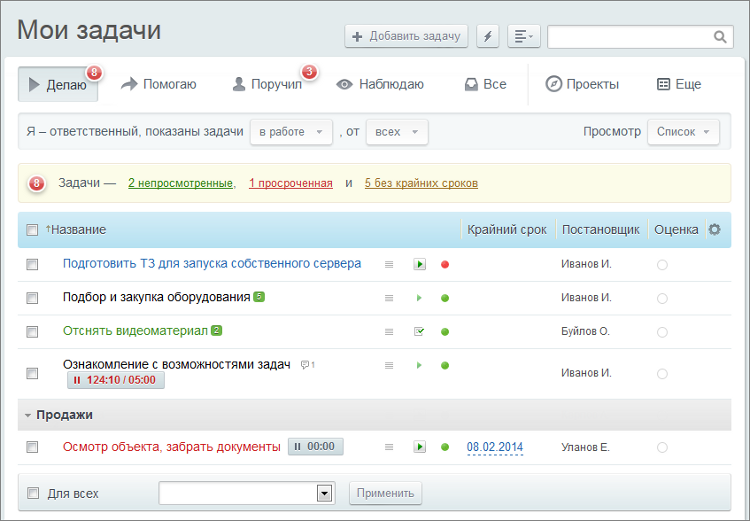 Мои задачи
Добавить задачу
Делаю 8 Помогаю Поручил 3 Наблюдаю Все Проекты Еще
Я – ответственный, показаны задачи в работе , от всех Просмотр Список
8 Задачи — 2 непросмотренные, 1 просроченная и 5 без крайних сроков
↑Название Крайний срок Постановщик Оценка
Подготовить ТЗ для запуска собственного сервера Иванов И.
Подбор и закупка оборудования 5 Иванов И.
Отснять видеоматериал 2 Буйлов О.
Ознакомление с возможностями задач 1
124:10 / 05:00 Иванов И.
Продажи
Осмотр объекта, забрать документы 00:00 08.02.2014 Уланов Е.
Для всех Применить